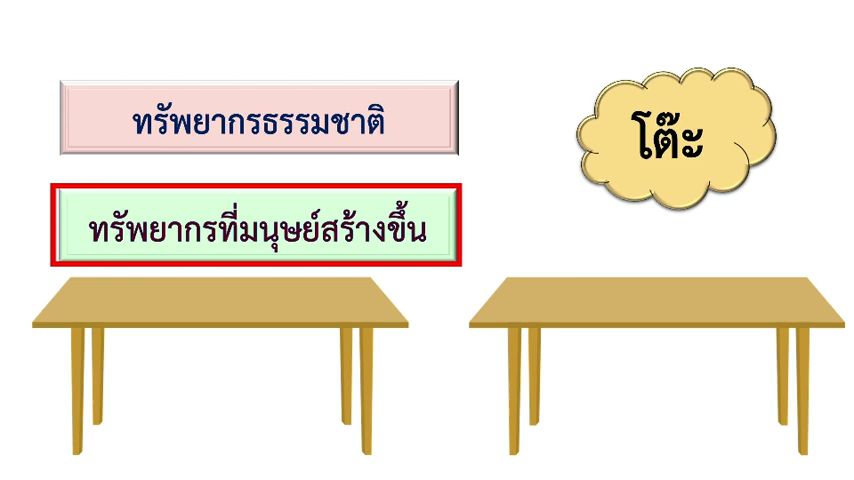 ทรัพยากรธรรมชาติ
โต๊ะ
ทรัพยากรที่มนุษย์สร้างขึ้น